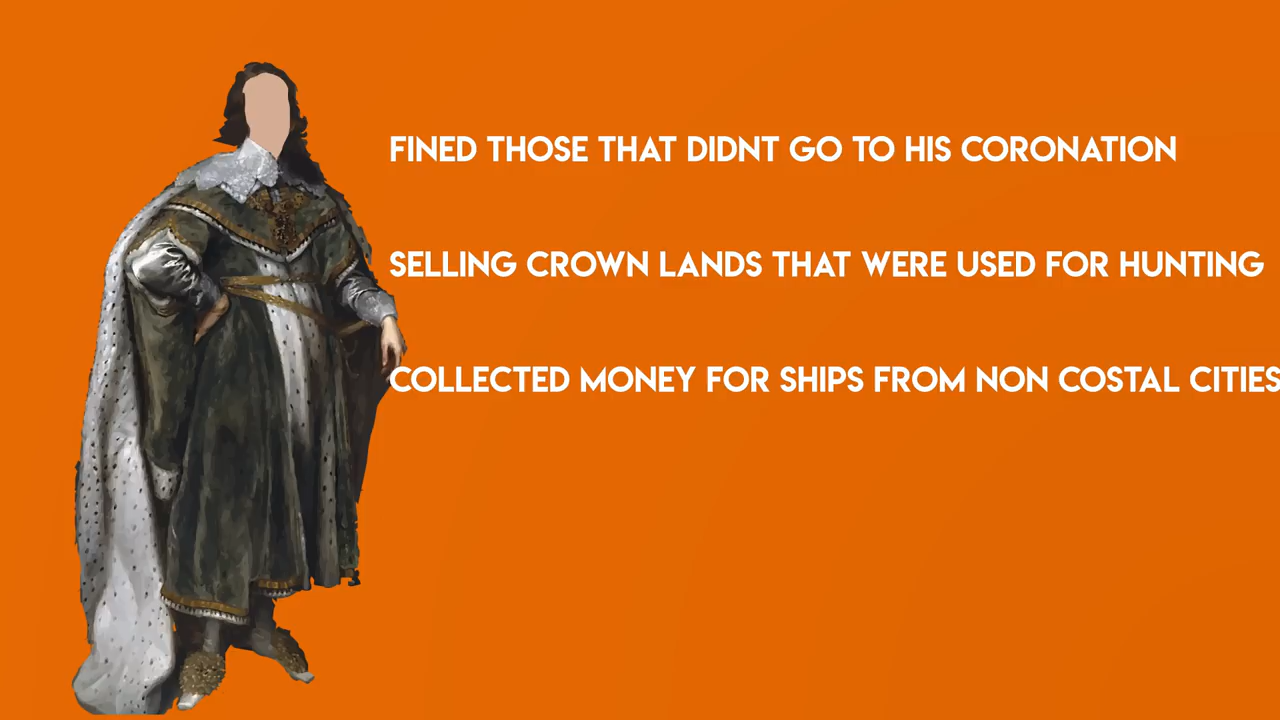 FINED THOSE THAT DIDNT GO TO HIS CORONATION
SELLING CROWN LANDS THAT WERE USED FOR HUNTING
COLLECTED MONEY FOR SHIPS FROM NON COSTAL CITIES